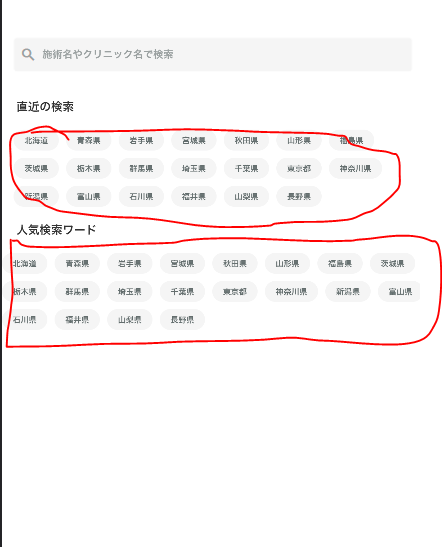 施術名やクリニック名で検索
直近の検索
北海道 青森県 岩手県 宮城県 秋田県 山形県 福島県
茨城県 栃木県 群馬県 埼玉県 千葉県 東京都 神奈川県
新潟県 富山県 石川県 福井県 山梨県 長野県
人気検索ワード
北海道 青森県 岩手県 宮城県 秋田県 山形県 福島県 茨城県
栃木県 群馬県 埼玉県 千葉県 東京都 神奈川県 新潟県 富山県
石川県 福井県 山梨県 長野県